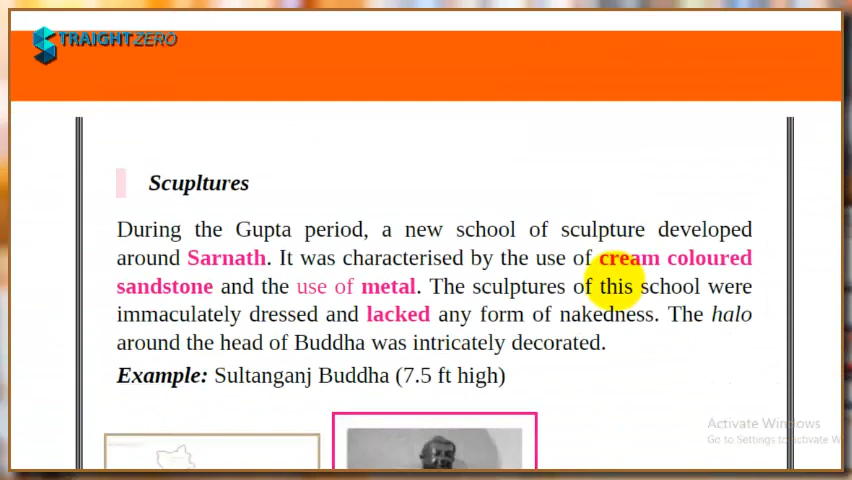 STRAIGHTZERO
Scupltures
During the Gupta period, a new school of sculpture developed
around Sarnath. It was characterised by the use of cream coloured
sandstone and the use of metal. The sculptures of this school were
immaculately dressed and lacked any form of nakedness. The halo
around the head of Buddha was intricately decorated.
Example: Sultanganj Buddha (7.5 ft high)
Activate Windows
Go to Settings to activate W